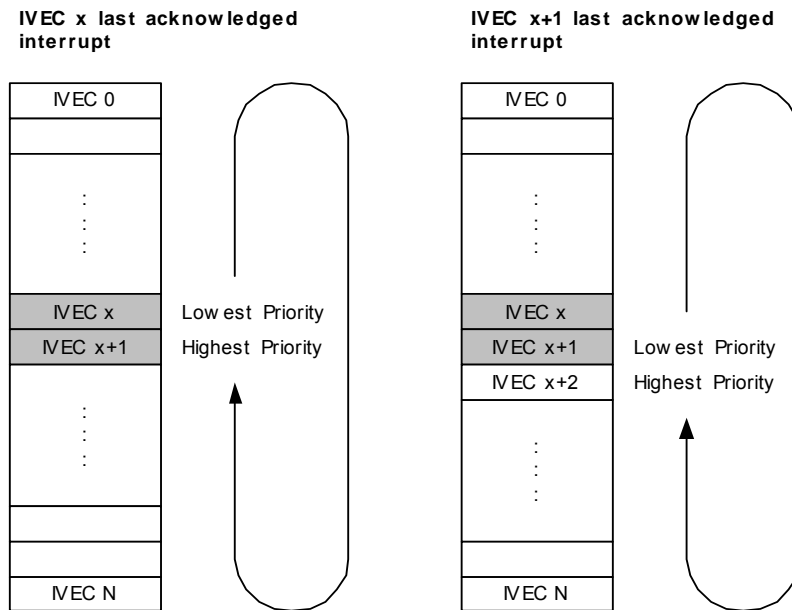 IVEC x last acknowledged
interrupt
IVEC 0
IVEC x
Lowest Priority
IVEC x+1
Highest Priority
IVEC N
IVEC x+1 last acknowledged
interrupt
IVEC 0
IVEC x
IVEC x+1
Lowest Priority
IVEC x+2
Highest Priority
IVEC N